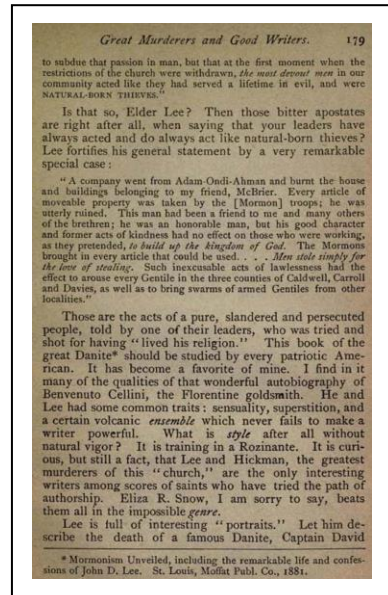 Great Murderers and Good Writers. 179
to subdue that passion in man, but that at the first moment when the
restrictions of the church were withdrawn, the most devout men in our
community acted like they had served a lifetime in evil, and were
NATURAL-BORN THIEVES."
Is that so, Elder Lee? Then those bitter apostates
are right after all, when saying that your leaders have
always acted and do always act like natural-born thieves?
Lee fortifies his general statement by a very remarkable
special case:
"A company went from Adam-Ondi-Ahman and burnt the house
and buildings belonging to my friend, McBrier. Every article of
moveable property was taken by the [Mormon] troops; he was
utterly ruined. This man had been a friend to me and many others
of the brethren; he was an honorable man, but his good character
and former acts of kindness had no effect on those who were working,
as they pretended, to build up the kingdom of God. The Mormons
brought in every article that could be used. . . . Men stole simply for
the love of stealing. Such inexcusable acts of lawlessness had the
effect to arouse every Gentile in the three counties of Caldwell, Carroll
and Davies, as well as to bring swarms of armed Gentiles from other
localities."
Those are the acts of a pure, slandered and persecuted
people, told by one of their leaders, who was tried and
shot for having "lived his religion." This book of the
great Danite* should be studied by every patriotic Ame-
rican. It has become a favorite of mine. I find in it
many of the qualities of that wonderful autobiography of
Benvenuto Cellini, the Florentine goldsmith. He and
Lee had some common traits: sensuality, superstition, and
a certain volcanic ensemble which never fails to make a
writer powerful. What is style after all without
natural vigor? It is training in a Rozinante. It is curi-
ous, but still a fact, that Lee and Hickman, the greatest
murderers of this "church," are the only interesting
writers among scores of saints who have tried the path of
authorship. Eliza R. Snow, I am sorry to say, beats
them all in the impossible genre.
Lee is full of interesting "portraits." Let him de-
scribe the death of a famous Danite, Captain David
* Mormonism Unveiled, including the remarkable life and confes-
sions of John D. Lee. St. Louis, Moffat Publ. Co., 1881.